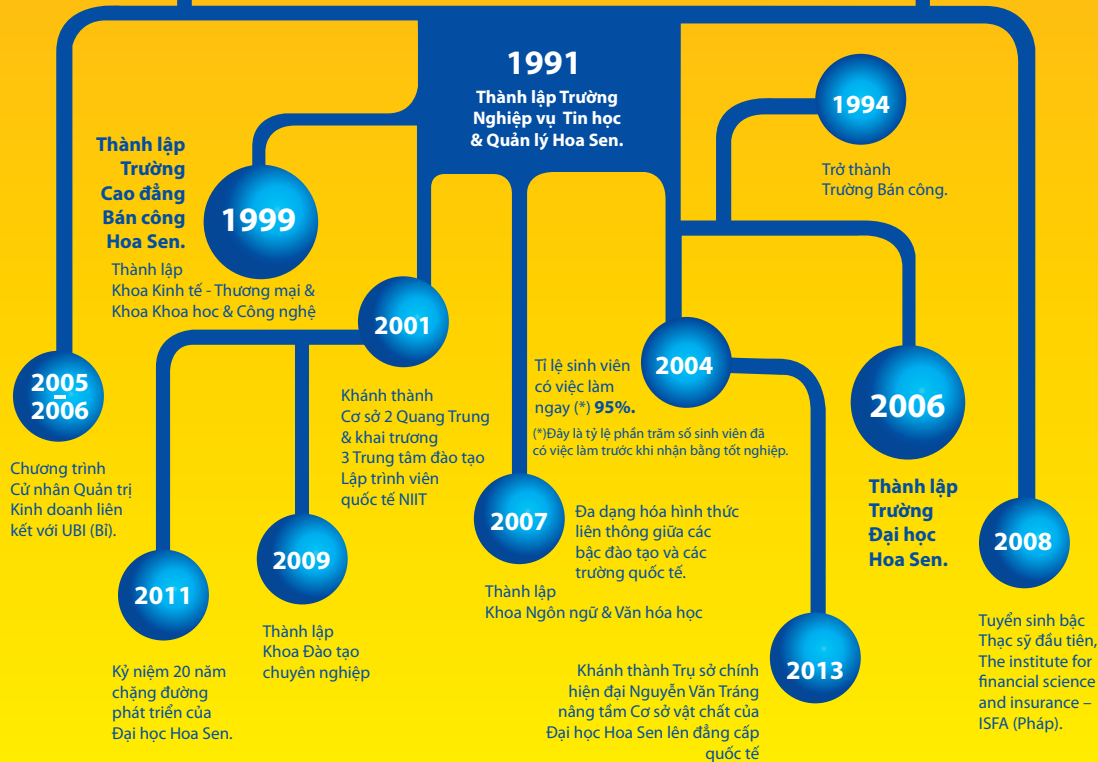 1991
Thành lập Trường
Nghiệp vụ Tin học
& Quản lý Hoa Sen.
1994
Trở thành
Trường Bán công.
Thành lập
Trường
Cao đẳng
Bán công
Hoa Sen.
1999
Thành lập
Khoa Kinh tế - Thương mại &
Khoa Khoa học & Công nghệ
2001
Khánh thành
Cơ sở 2 Quang Trung
& khai trương
3 Trung tâm đào tạo
Lập trình viên
quốc tế NIIT
2004
Tỉ lệ sinh viên
có việc làm
ngay (*) 95%.
(*)Đây là tỷ lệ phần trăm số sinh viên đã
có việc làm trước khi nhận bằng tốt nghiệp.
2005
–
2006
Chương trình
Cử nhân Quản trị
Kinh doanh liên
kết với UBI (Bỉ).
2006
Thành lập
Trường
Đại học
Hoa Sen.
2007
Đa dạng hóa hình thức
liên thông giữa các
bậc đào tạo và các
trường quốc tế.
Thành lập
Khoa Ngôn ngữ & Văn hóa học
2008
Tuyển sinh bậc
Thạc sỹ đầu tiên,
The institute for
financial science
and insurance –
ISFA (Pháp).
2009
Thành lập
Khoa Đào tạo
chuyên nghiệp
2011
Kỷ niệm 20 năm
chặng đường
phát triển của
Đại học Hoa Sen.
2013
Khánh thành Trụ sở chính
hiện đại Nguyễn Văn Tráng
nâng tầm Cơ sở vật chất của
Đại học Hoa Sen lên đẳng cấp
quốc tế